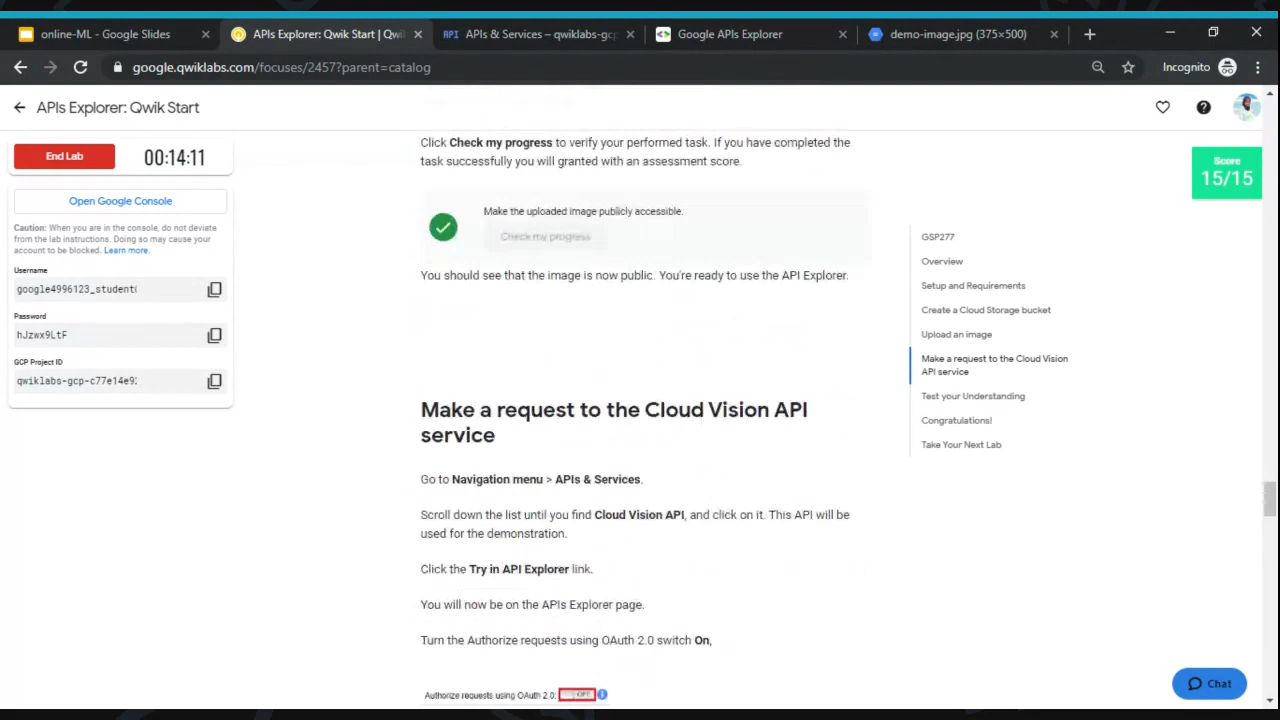 online-ML - Google Slides
APIs Explorer: Qwik Start | Qwi
API APIs & Services – qwiklabs-gcp
Google APIs Explorer
demo-image.jpg (375×500)
google.qwiklabs.com/focuses/2457?parent=catalog
Incognito
APIs Explorer: Qwik Start
End Lab
00:14:11
Open Google Console
Caution: When you are in the console, do not deviate
from the lab instructions. Doing so may cause your
account to be blocked. Learn more.
Username
google4996123_student
Password
hJzwx9LtF
GCP Project ID
qwiklabs-gcp-c77e14e9
Click Check my progress to verify your performed task. If you have completed the
task successfully you will granted with an assessment score.
Make the uploaded image publicly accessible.
Check my progress
You should see that the image is now public. You're ready to use the API Explorer.
Make a request to the Cloud Vision API
service
Go to Navigation menu > APIs & Services.
Scroll down the list until you find Cloud Vision API, and click on it. This API will be
used for the demonstration.
Click the Try in API Explorer link.
You will now be on the APIs Explorer page.
Turn the Authorize requests using OAuth 2.0 switch On,
Authorize requests using OAuth 2.0: OFF
Score
15/15
GSP277
Overview
Setup and Requirements
Create a Cloud Storage bucket
Upload an image
Make a request to the Cloud Vision
API service
Test your Understanding
Congratulations!
Take Your Next Lab
Chat